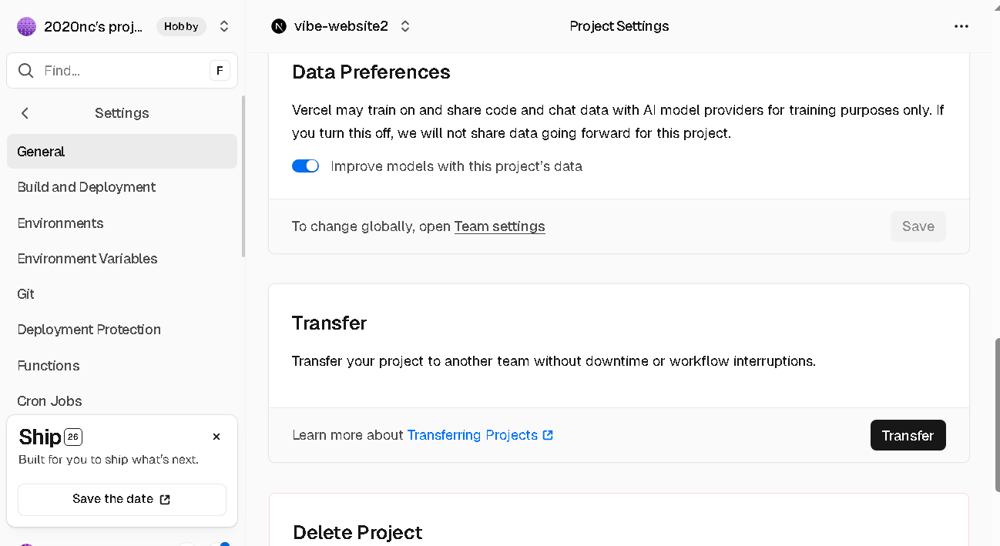 2020nc's proj... Hobby
Find... F
Settings
General
Build and Deployment
Environments
Environment Variables
Git
Deployment Protection
Functions
Cron Jobs
Ship 26
Built for you to ship what's next.
Save the date
N vibe-website2
Project Settings
Data Preferences
Vercel may train on and share code and chat data with AI model providers for training purposes only. If
you turn this off, we will not share data going forward for this project.
Improve models with this project's data
To change globally, open Team settings
Save
Transfer
Transfer your project to another team without downtime or workflow interruptions.
Learn more about Transferring Projects
Transfer
Delete Project